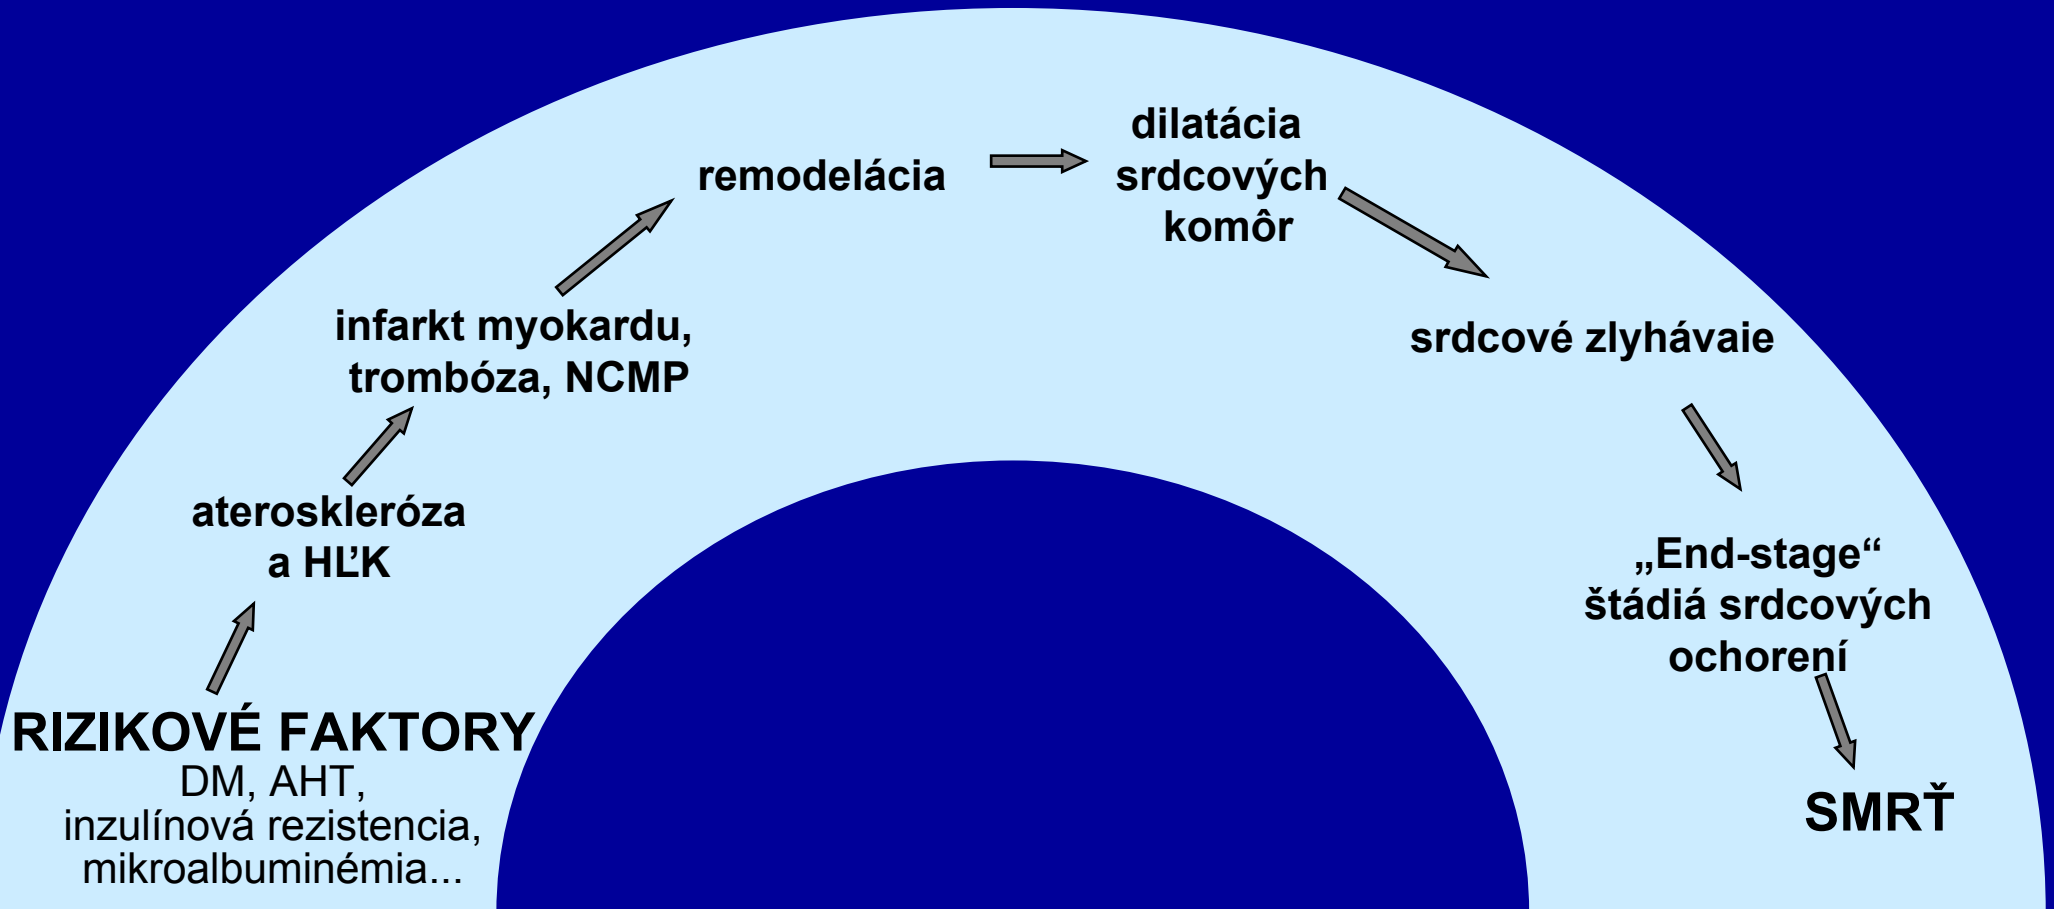 RIZIKOVÉ FAKTORY
DM, AHT,
inzulínová rezistencia,
mikroalbuminémia...
ateroskleróza
a HĽK
infarkt myokardu,
trombóza, NCMP
remodelácia
dilatácia
srdcových
komôr
srdcové zlyhávaie
„End-stage“
štádiá srdcových
ochorení
SMRŤ